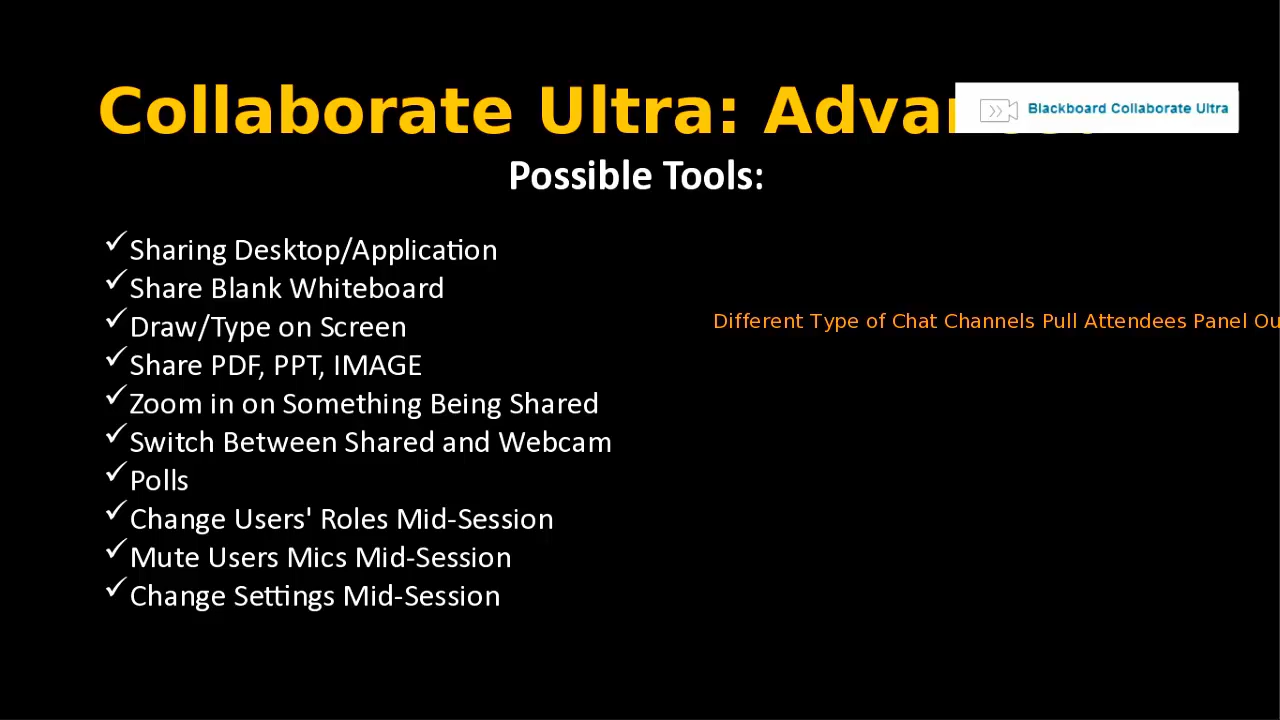 Collaborate Ultra:
Blackboard Collaborate Ultra
Possible Tools:
Sharing Desktop/Application
Share Blank Whiteboard
Draw/Type on Screen
Share PDF, PPT, IMAGE
Zoom in on Something Being Shared
Switch Between Shared and Webcam
Polls
Change Users' Roles Mid-Session
Mute Users Mics Mid-Session
Change Settings Mid-Session
Different Type of Chat Channels Pull Attendees Panel